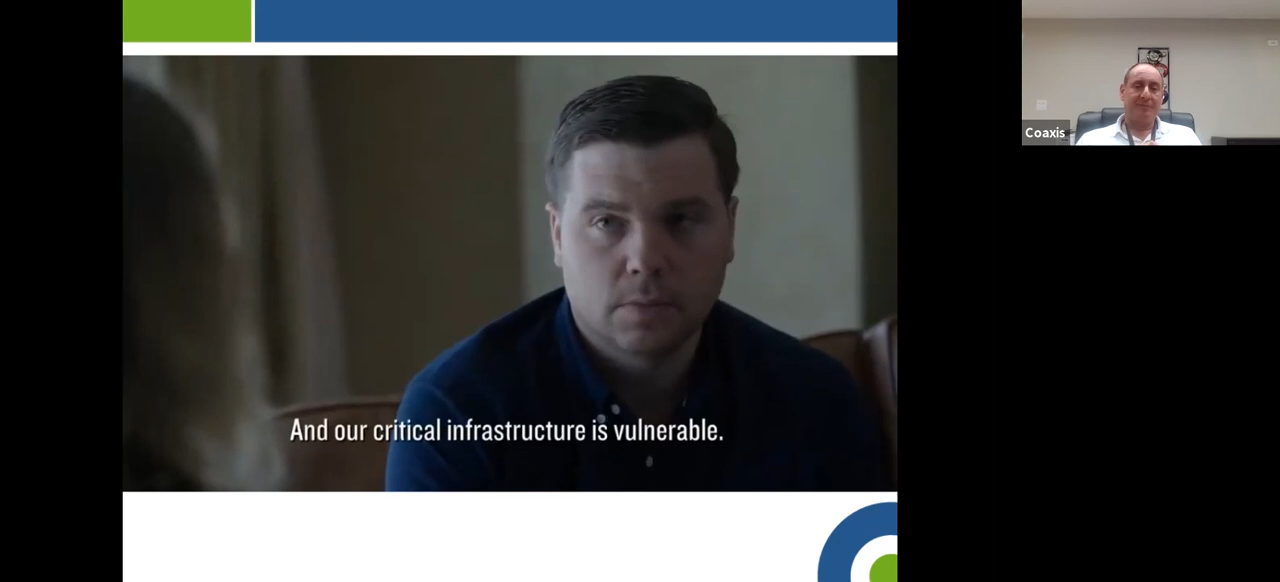 And our critical infrastructure is vulnerable.
Coaxis